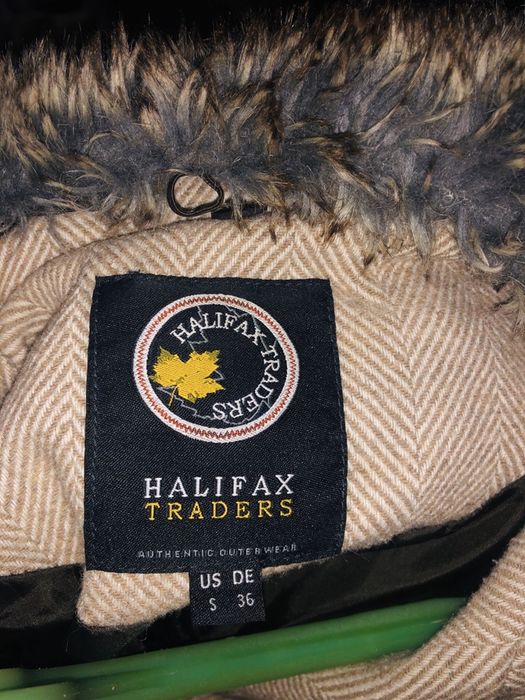 HALIFAX·TRADERS
HALIFAX
TRADERS
AUTHENTIC OUTERWEAR
US DE
S 36